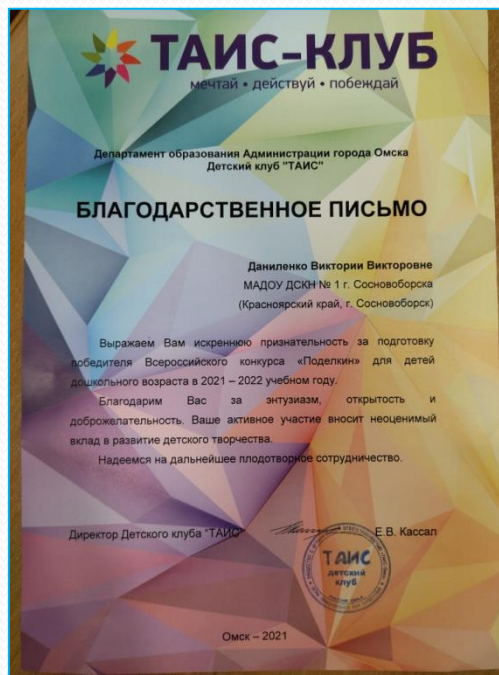 ТАИС-КЛУБ
мечтай • действуй • побеждай
Департамент образования Администрации города Омска
Детский клуб "ТАИС"
БЛАГОДАРСТВЕННОЕ ПИСЬМО
Даниленко Виктории Викторовне
МАДОУ ДСКН № 1 г. Сосновоборска
(Красноярский край, г. Сосновоборск)
Выражаем Вам искреннюю признательность за подготовку
победителя Всероссийского конкурса «Поделкин» для детей
дошкольного возраста в 2021 – 2022 учебном году.
Благодарим Вас за энтузиазм, открытость и
доброжелательность. Ваше активное участие вносит неоценимый
вклад в развитие детского творчества.
Надеемся на дальнейшее плодотворное сотрудничество.
Директор Детского клуба "ТАИС" Е.В. Кассал
ТАИС
детский
клуб
Омск – 2021